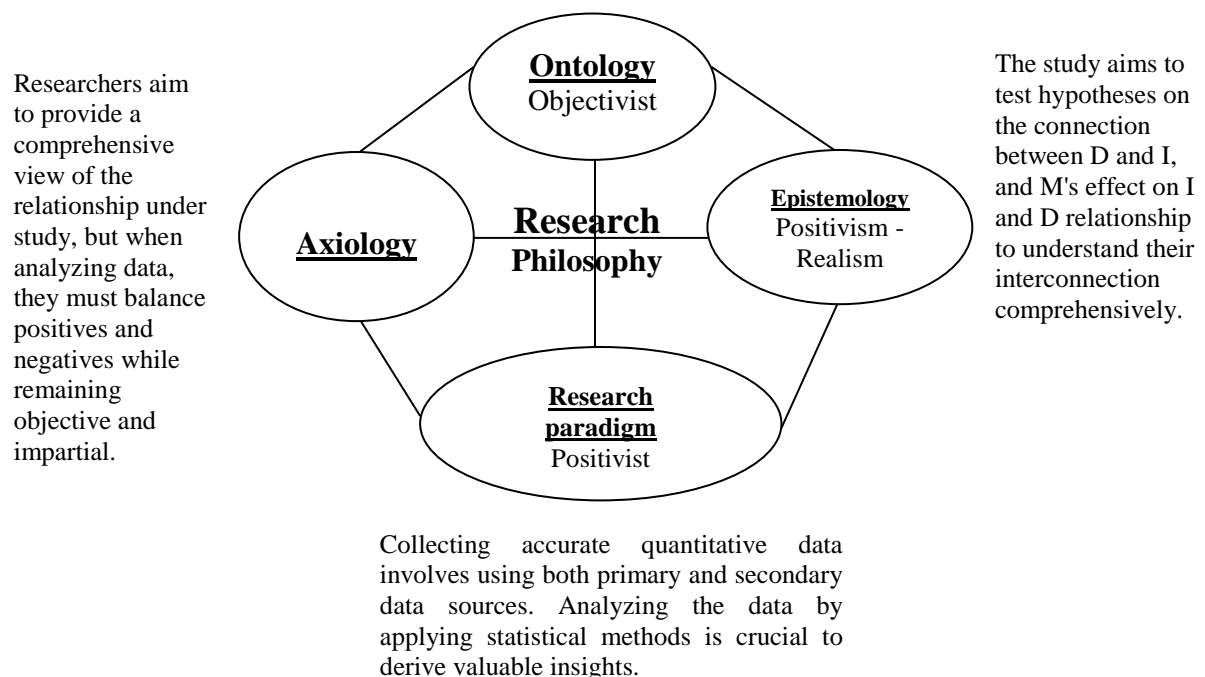 Ontology
Objectivist
Researchers aim
to provide a
comprehensive
view of the
relationship under
study, but when
analyzing data,
they must balance
positives and
negatives while
remaining
objective and
impartial.
Axiology
Research
Philosophy
Epistemology
Positivism -
Realism
The study aims to
test hypotheses on
the connection
between D and I,
and M's effect on I
and D relationship
to understand their
interconnection
comprehensively.
Research
paradigm
Positivist
Collecting accurate quantitative data
involves using both primary and secondary
data sources. Analyzing the data by
applying statistical methods is crucial to
derive valuable insights.